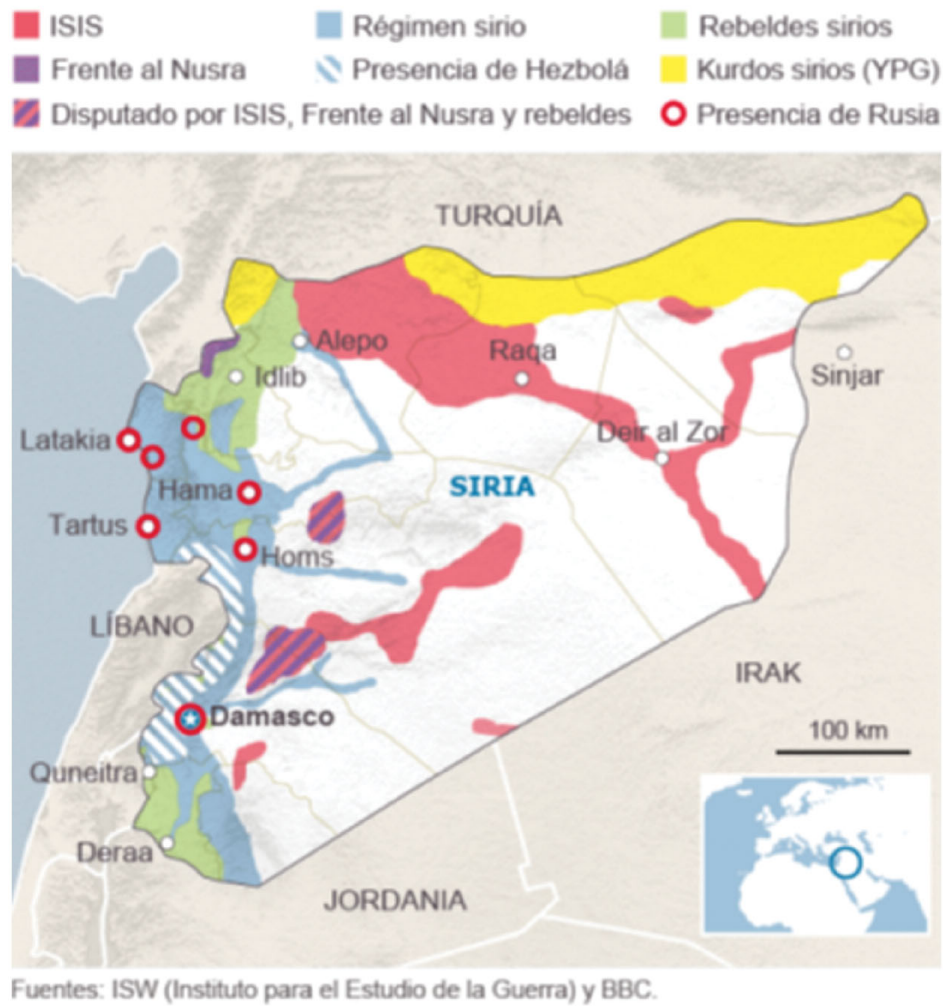 ISIS
Régimen sirio
Rebeldes sirios
Frente al Nusra
Presencia de Hezbolá
Kurdos sirios (YPG)
Disputado por ISIS, Frente al Nusra y rebeldes
Presencia de Rusia
TURQUÍA
Alepo
Raqa
Sinjar
Idlib
Latakia
Deir al Zor
Hama
SIRIA
Tartus
Homs
LÍBANO
IRAK
Damasco
100 km
Quneitra
Deraa
JORDANIA
Fuentes: ISW (Instituto para el Estudio de la Guerra) y BBC.